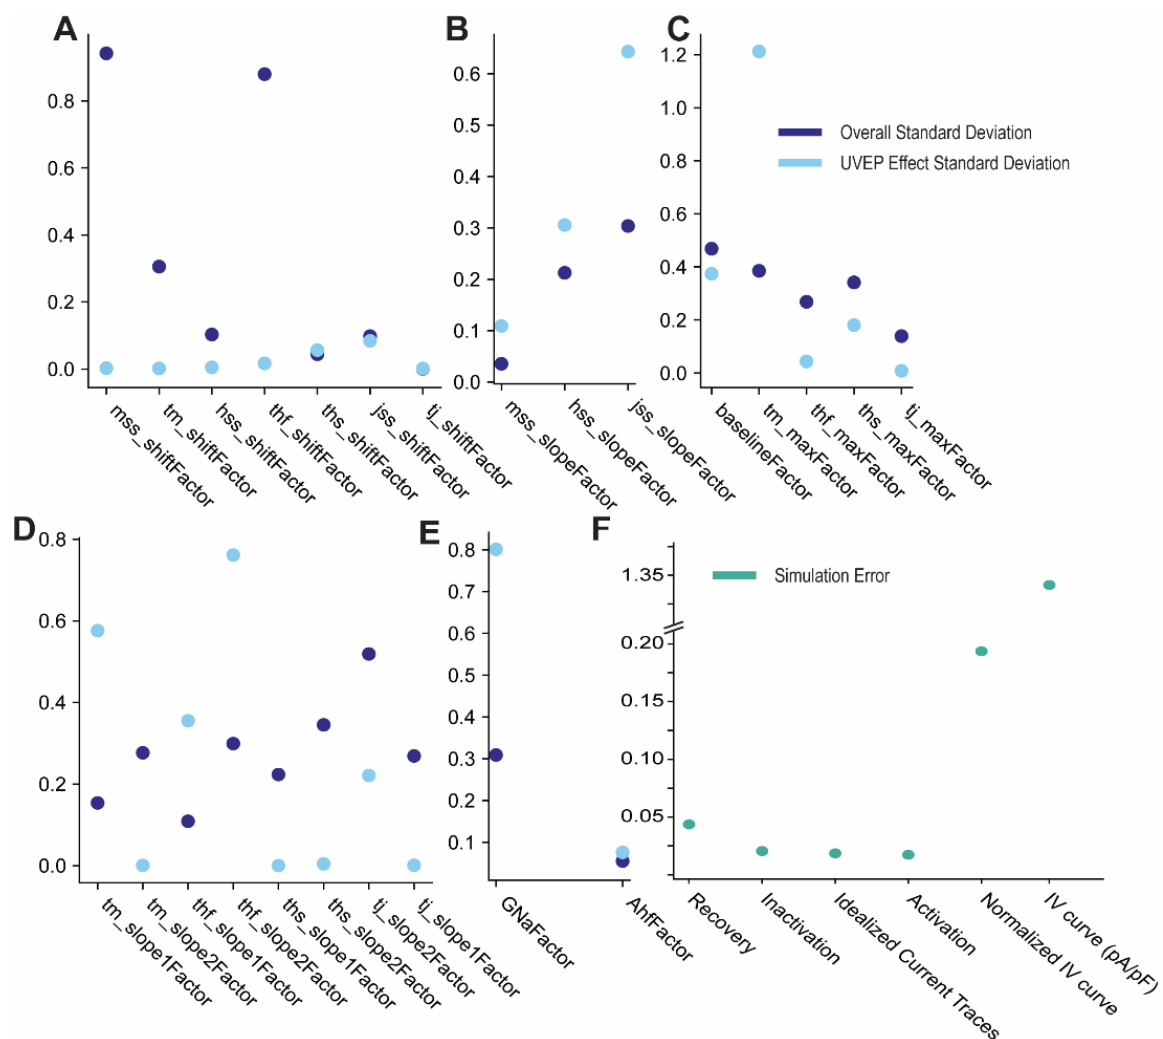 A
0.8
0.6
0.4
0.2
0.0
mss_shiftFactor
tm_shiftFactor
hss_shiftFactor
thf_shiftFactor
ths_shiftFactor
jss_shiftFactor
tj_shiftFactor
B
0.6
0.5
0.4
0.3
0.2
0.1
0.0
mss_slopeFactor
hss_slopeFactor
jss_slopeFactor
C
1.2
1.0
0.8
0.6
0.4
0.2
0.0
Overall Standard Deviation
UVEP Effect Standard Deviation
baselineFactor
tm_maxFactor
thf_maxFactor
ths_maxFactor
tj_maxFactor
D
0.8
0.6
0.4
0.2
0.0
tm_slope1Factor
tm_slope2Factor
thf_slope1Factor
thf_slope2Factor
ths_slope1Factor
ths_slope2Factor
tj_slope2Factor
tj_slope1Factor
E
0.8
0.7
0.6
0.5
0.4
0.3
0.2
0.1
GNaFactor
AhfFactor
F
1.35
0.20
0.15
0.10
0.05
Simulation Error
Recovery
Inactivation
Idealized Current Traces
Activation
Normalized IV curve
IV curve (pA/pF)